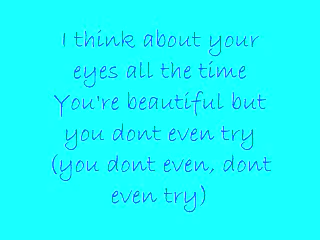 I think about your
eyes all the time
You're beautiful but
you dont even try
(you dont even, dont
even try)